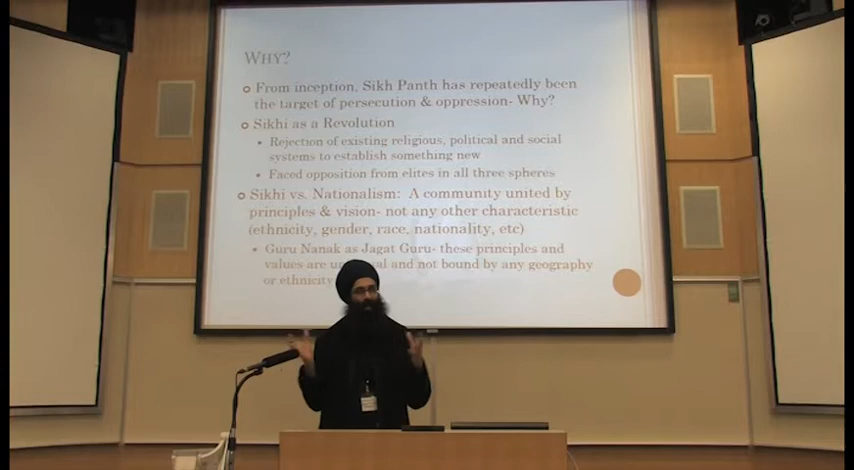 WHY?
From inception, Sikh Panth has repeatedly been
the target of persecution & oppression- Why?
Sikhi as a Revolution
Rejection of existing religious, political and social
systems to establish something new
Faced opposition from elites in all three spheres
Sikhi vs. Nationalism: A community united by
principles & vision- not any other characteristic
(ethnicity, gender, race, nationality, etc)
Guru Nanak as Jagat Guru- these principles and
values are and not bound by any geography
or ethnicity